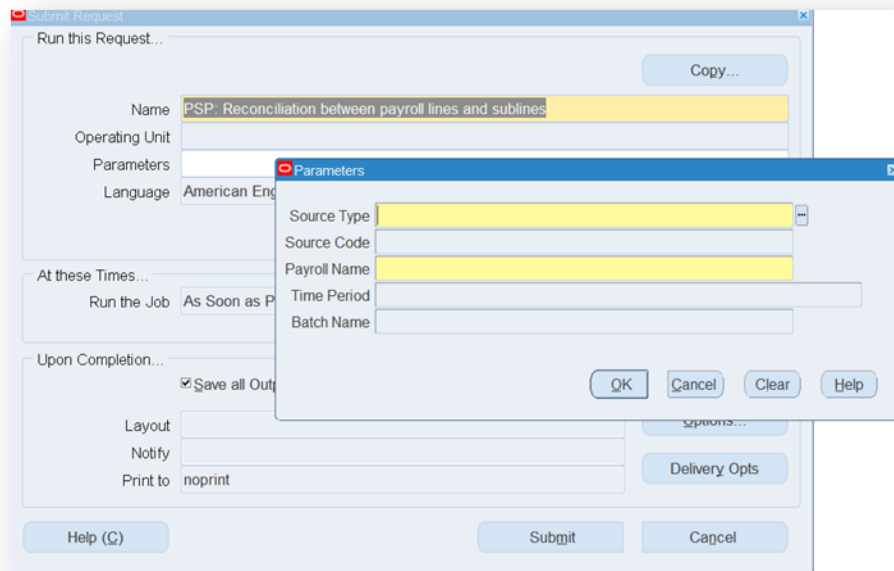 Submit Request
Run this Request...
Copy...
Name PSP: Reconciliation between payroll lines and sublines
Operating Unit
Parameters
Language American Eng
Parameters
Source Type
Source Code
Payroll Name
Time Period
Batch Name
OK Cancel Clear Help
At these Times...
Run the Job As Soon as P
Upon Completion...
Save all Outp
Options...
Layout
Notify
Print to noprint
Delivery Opts
Help (C) Submit Cancel